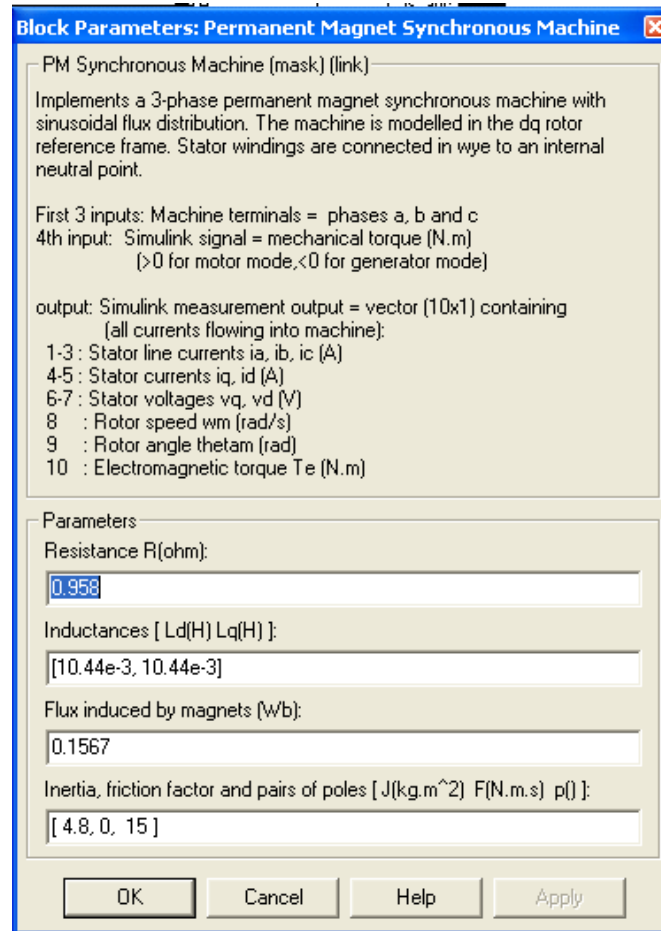 Block Parameters: Permanent Magnet Synchronous Machine
PM Synchronous Machine (mask) (link)
Implements a 3-phase permanent magnet synchronous machine with
sinusoidal flux distribution. The machine is modelled in the dq rotor
reference frame. Stator windings are connected in wye to an internal
neutral point.
First 3 inputs: Machine terminals = phases a, b and c
4th input: Simulink signal = mechanical torque (N.m)
(>0 for motor mode,<0 for generator mode)
output: Simulink measurement output = vector (10x1) containing
(all currents flowing into machine):
1-3 : Stator line currents ia, ib, ic (A)
4-5 : Stator currents iq, id (A)
6-7 : Stator voltages vq, vd (V)
8 : Rotor speed wm (rad/s)
9 : Rotor angle thetam (rad)
10 : Electromagnetic torque Te (N.m)
Parameters
Resistance R(ohm):
0.958
Inductances [ Ld(H) Lq(H) ]:
[10.44e-3, 10.44e-3]
Flux induced by magnets (Wb):
0.1567
Inertia, friction factor and pairs of poles [ J(kg.m^2) F(N.m.s) p() ]:
[ 4.8, 0, 15 ]
OK Cancel Help Apply